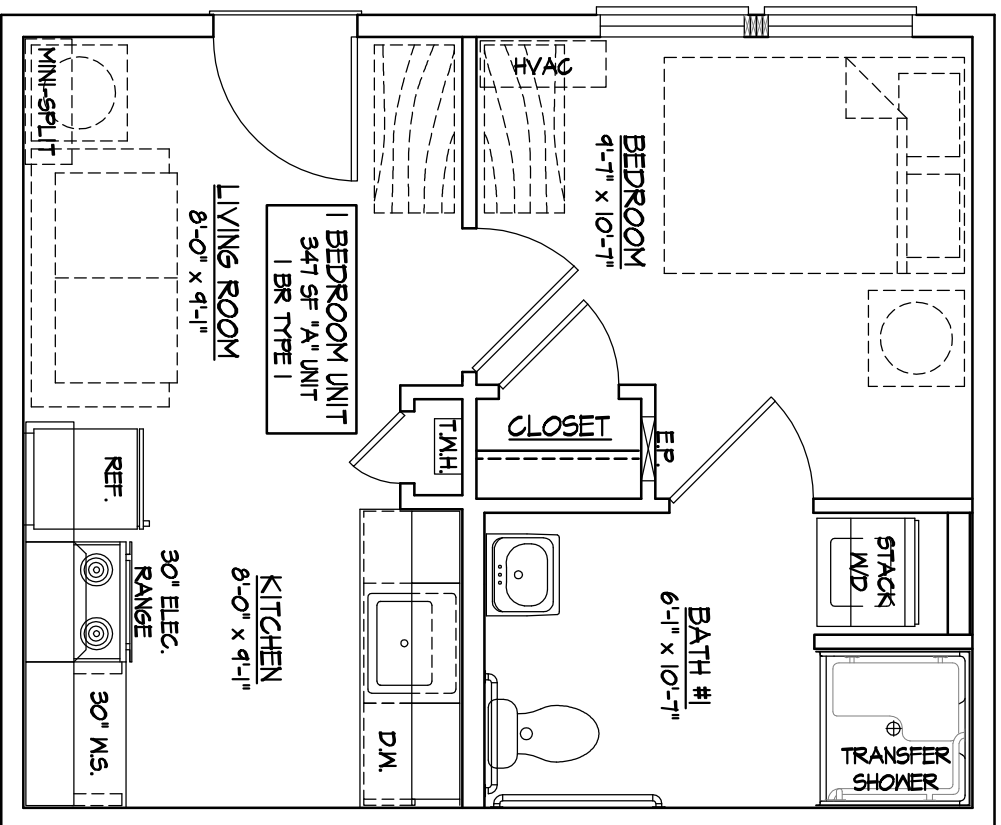 MINI-SPLIT
HVAC
BEDROOM
9'-7" x 10'-7"
LIVING ROOM
8'-0" x 9'-1"
1 BEDROOM UNIT
347 SF "A" UNIT
1 BR TYPE 1
CLOSET
T.W.H.
E.P.
REF.
30" ELEC.
RANGE
KITCHEN
8'-0" x 9'-1"
30" W.S.
D.W.
BATH #1
6'-1" x 10'-7"
STACK
W/D
TRANSFER
SHOWER